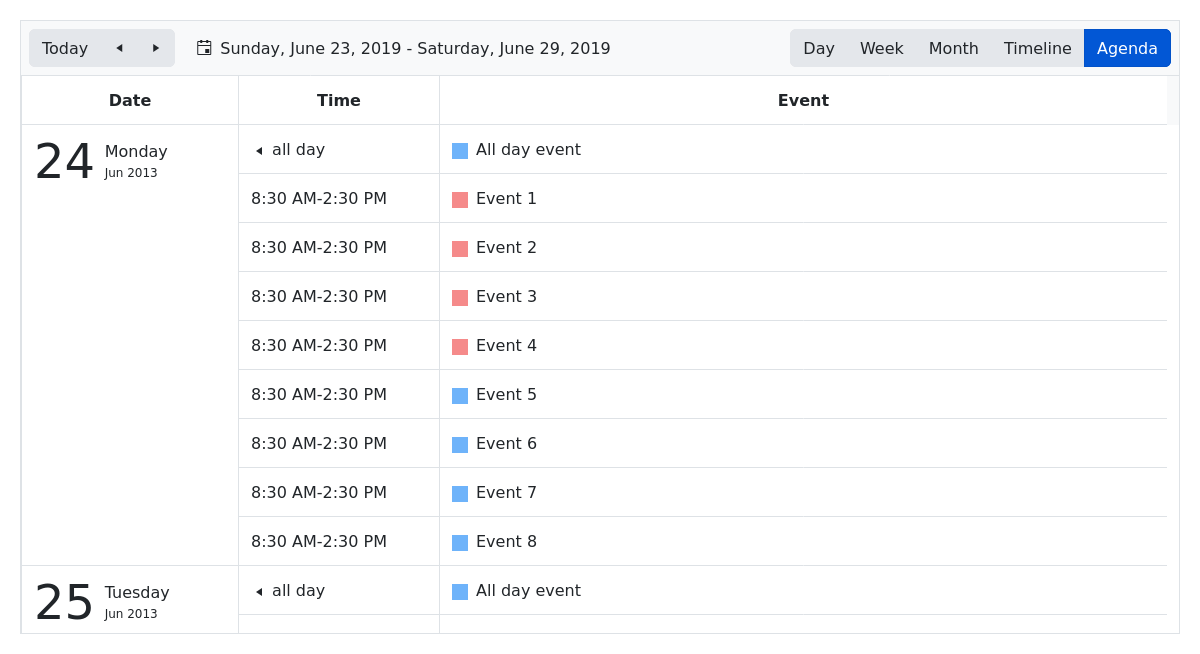 Today Sunday, June 23, 2019 - Saturday, June 29, 2019 Day Week Month Timeline Agenda
Date Time Event
24 Monday Jun 2013 all day All day event
8:30 AM-2:30 PM Event 1
8:30 AM-2:30 PM Event 2
8:30 AM-2:30 PM Event 3
8:30 AM-2:30 PM Event 4
8:30 AM-2:30 PM Event 5
8:30 AM-2:30 PM Event 6
8:30 AM-2:30 PM Event 7
8:30 AM-2:30 PM Event 8
25 Tuesday Jun 2013 all day All day event